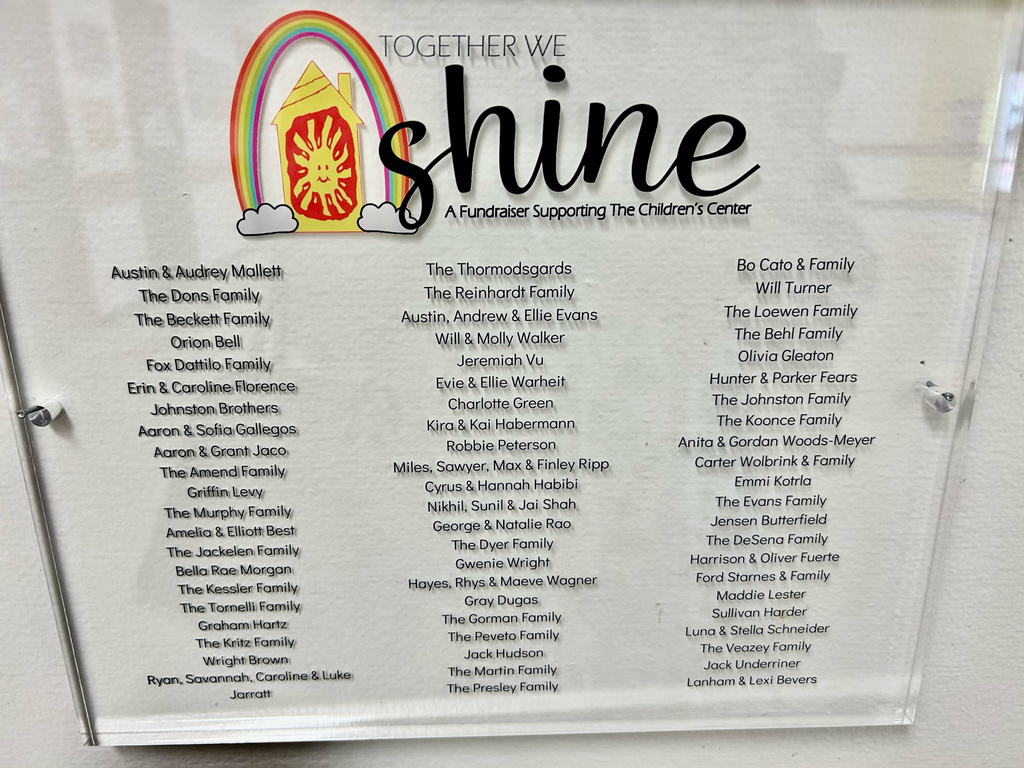 TOGETHER WE
shine
A Fundraiser Supporting The Children's Center
Austin & Audrey Mallett
The Dons Family
The Beckett Family
Orion Bell
Fox Dattilo Family
Erin & Caroline Florence
Johnston Brothers
Aaron & Sofia Gallegos
Aaron & Grant Jaco
The Amend Family
Griffin Levy
The Murphy Family
Amelia & Elliott Best
The Jackelen Family
Bella Rae Morgan
The Kessler Family
The Tornelli Family
Graham Hartz
The Kritz Family
Wright Brown
Ryan, Savannah, Caroline & Luke
Jarratt
The Thormodsgards
The Reinhardt Family
Austin, Andrew & Ellie Evans
Will & Molly Walker
Jeremiah Vu
Evie & Ellie Warheit
Charlotte Green
Kira & Kai Habermann
Robbie Peterson
Miles, Sawyer, Max & Finley Ripp
Cyrus & Hannah Habibi
Nikhil, Sunil & Jai Shah
George & Natalie Rao
The Dyer Family
Gwenie Wright
Hayes, Rhys & Maeve Wagner
Gray Dugas
The Gorman Family
The Peveto Family
Jack Hudson
The Martin Family
The Presley Family
Bo Cato & Family
Will Turner
The Loewen Family
The Behl Family
Olivia Gleaton
Hunter & Parker Fears
The Johnston Family
The Koonce Family
Anita & Gordan Woods-Meyer
Carter Wolbrink & Family
Emmi Kotrla
The Evans Family
Jensen Butterfield
The DeSena Family
Harrison & Oliver Fuerte
Ford Starnes & Family
Maddie Lester
Sullivan Harder
Luna & Stella Schneider
The Veazey Family
Jack Underriner
Lanham & Lexi Bevers